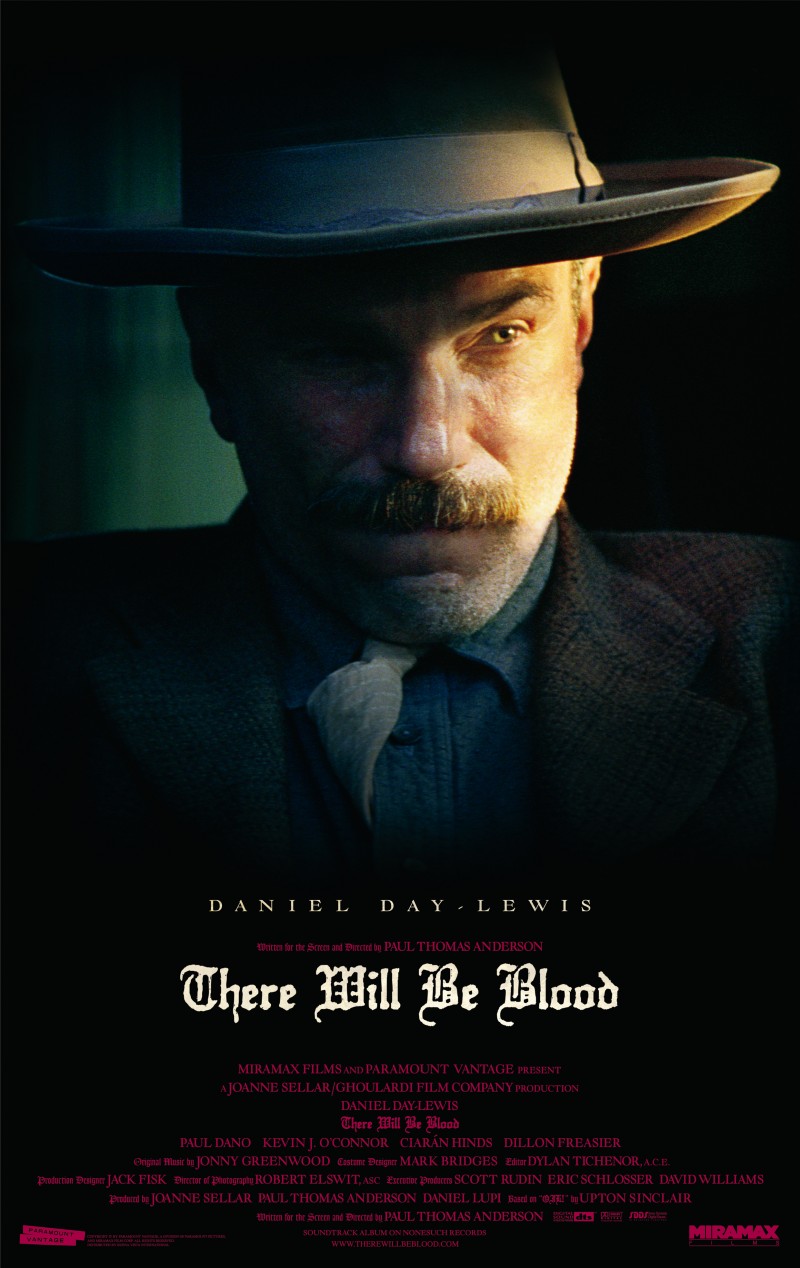 DANIEL DAY-LEWIS
Written for the Screen and Directed by PAUL THOMAS ANDERSON
There Will Be Blood
MIRAMAX FILMS AND PARAMOUNT VANTAGE PRESENT
A JOANNE SELLAR/GHOULARDI FILM COMPANY PRODUCTION
DANIEL DAY-LEWIS
There Will Be Blood
PAUL DANO KEVIN J. O'CONNOR CIARÁN HINDS DILLON FREASIER
Original Music by JONNY GREENWOOD Costume Designer MARK BRIDGES Editor DYLAN TICHENOR, A.C.E.
Production Designer JACK FISK Director of Photography ROBERT ELSWIT, ASC Executive Producers SCOTT RUDIN ERIC SCHLOSSER DAVID WILLIAMS
Produced by JOANNE SELLAR PAUL THOMAS ANDERSON DANIEL LUPI Based on "OIL!" by UPTON SINCLAIR
Written for the Screen and Directed by PAUL THOMAS ANDERSON dts
SOUNDTRACK ALBUM ON NONESUCH RECORDS
WWW.THEREWILLBEBLOOD.COM
PARAMOUNT
VANTAGE
MIRAMAX
FILMS